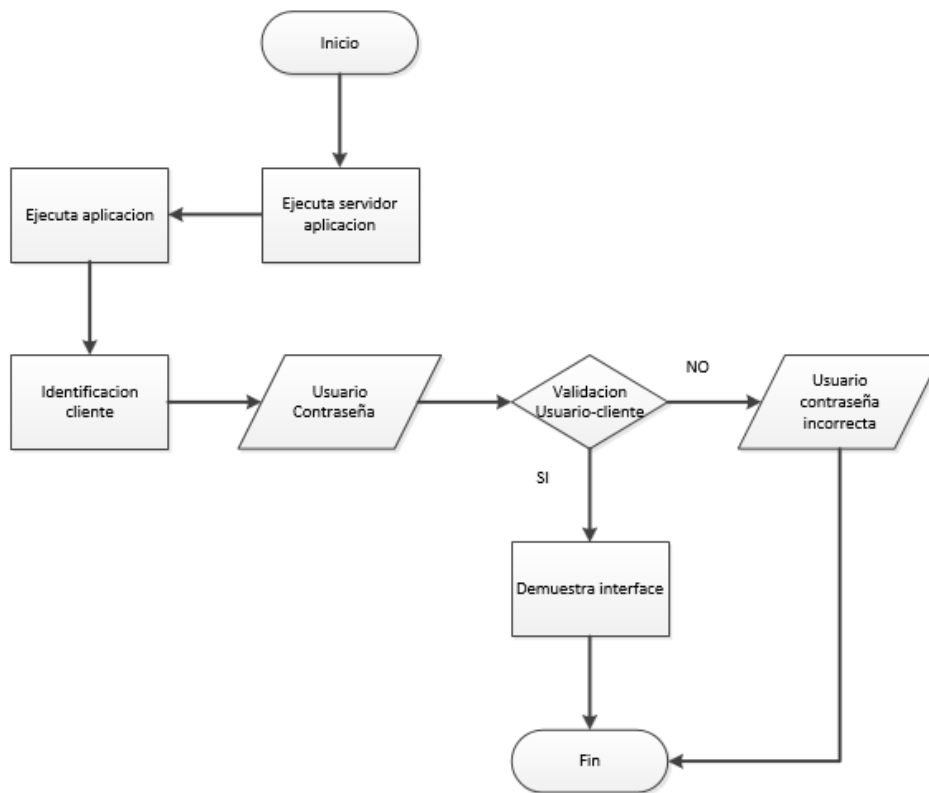 Inicio
Ejecuta servidor
aplicacion
Ejecuta aplicacion
Identificacion
cliente
Usuario
Contraseña
Validacion
Usuario-cliente
NO
Usuario
contraseña
incorrecta
SI
Demuestra interface
Fin